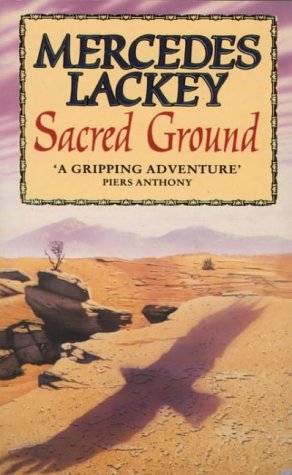 MERCEDES
LACKEY
Sacred Ground
'A GRIPPING ADVENTURE'
PIERS ANTHONY